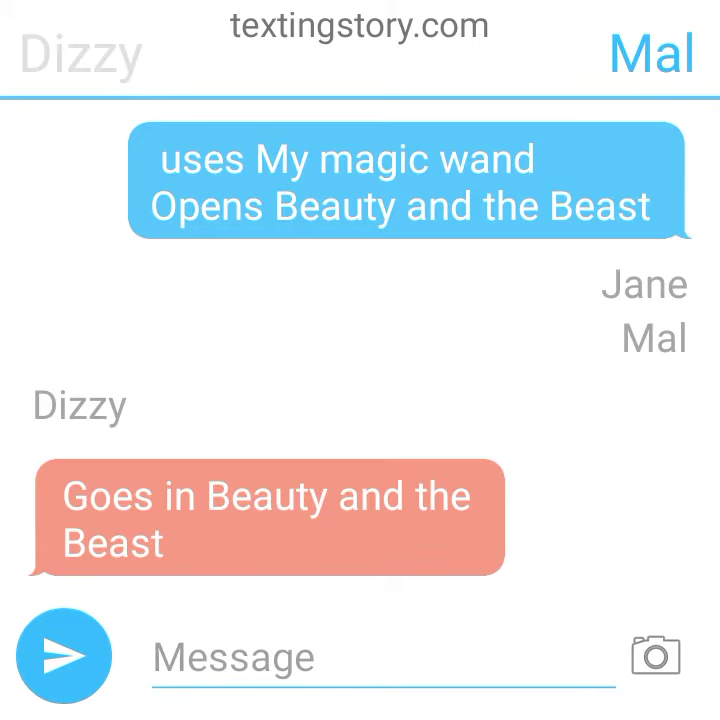 textingstory.com
Dizzy
Mal
uses My magic wand
Opens Beauty and the Beast
Jane
Mal
Dizzy
Goes in Beauty and the
Beast
Message